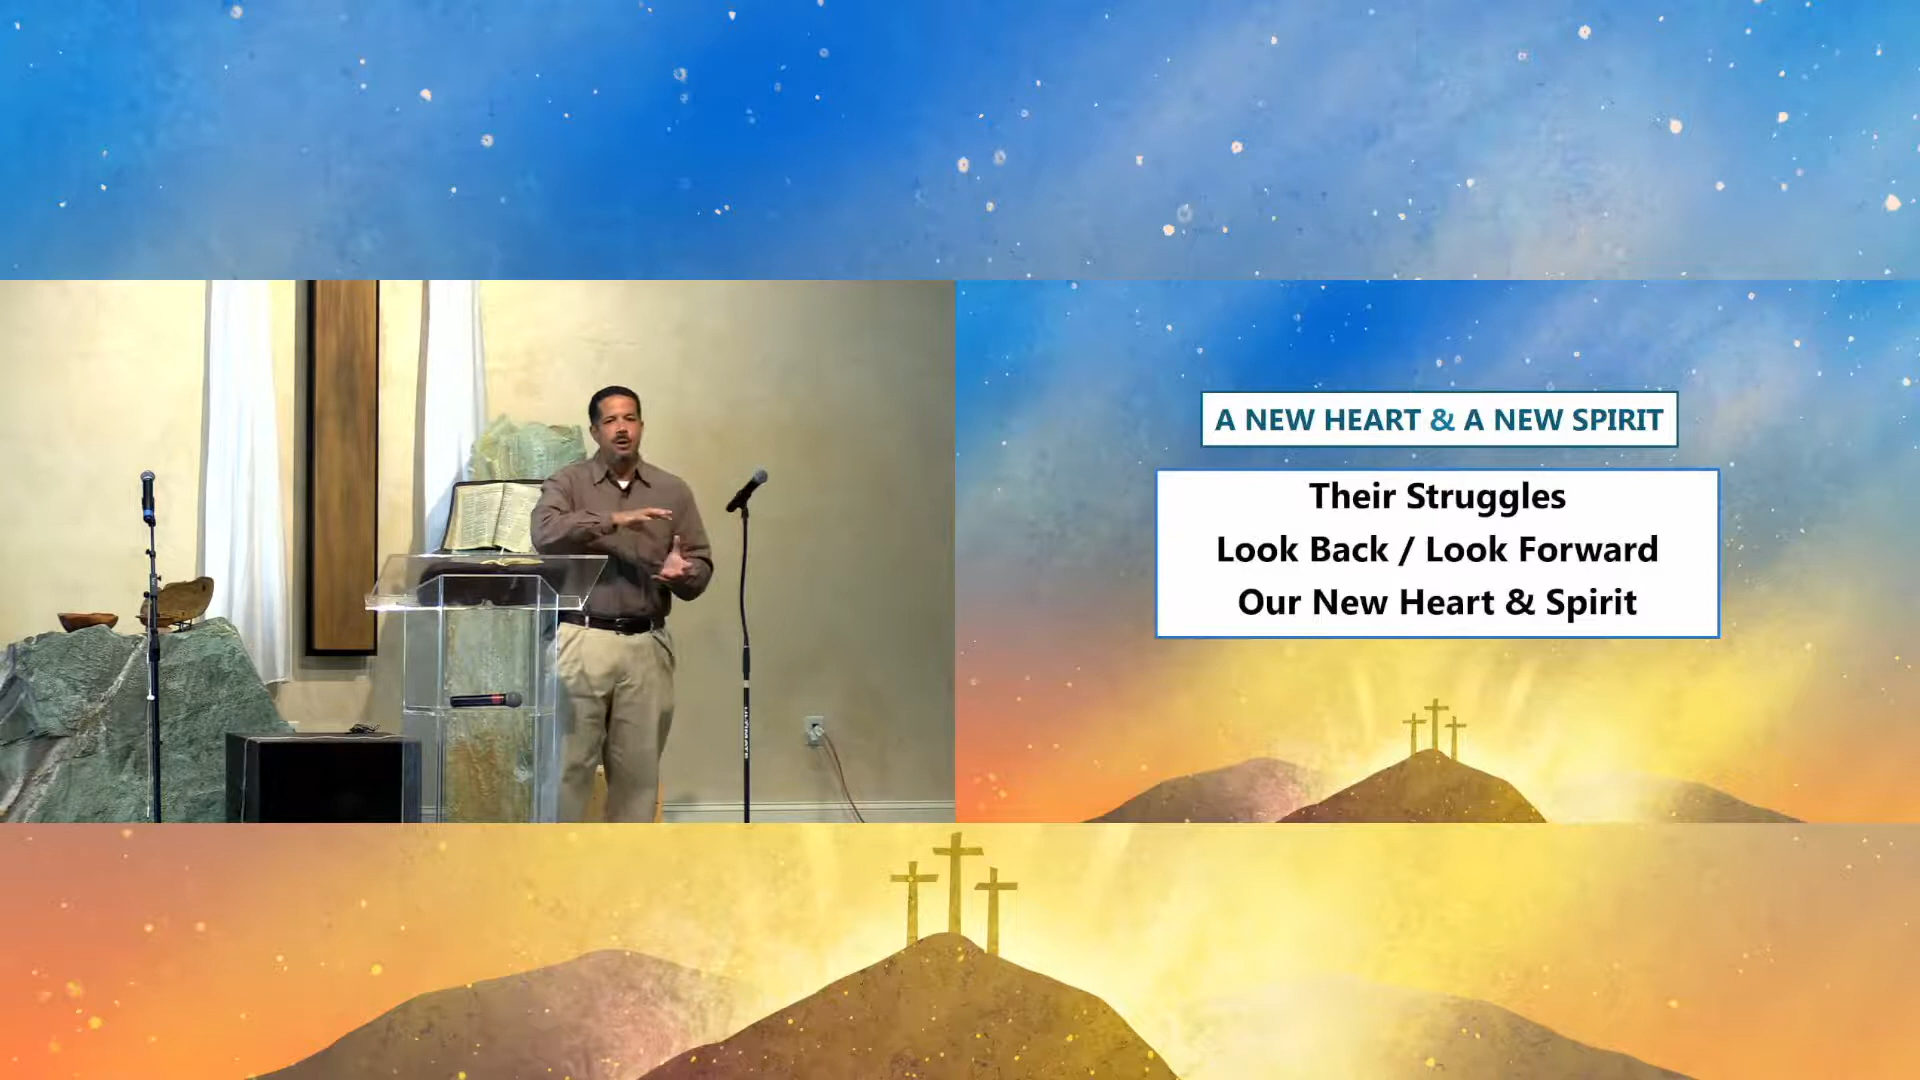 A NEW HEART & A NEW SPIRIT
Their Struggles
Look Back / Look Forward
Our New Heart & Spirit